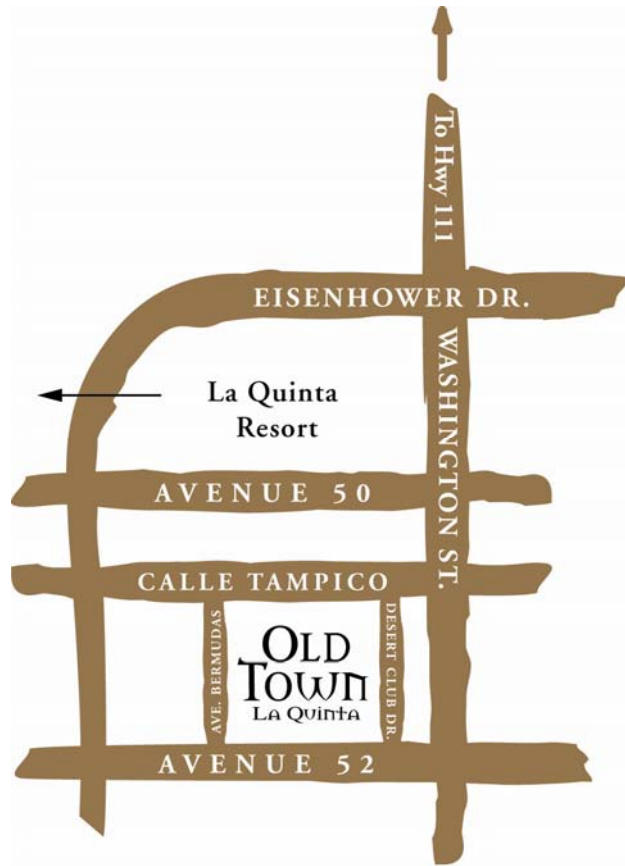 To Hwy 111
EISENHOWER DR.
WASHINGTON ST.
La Quinta
Resort
AVENUE 50
CALLE TAMPICO
AVE. BERMUDAS
OLD
TOWN
LA QUINTA
DESERT CLUB DR.
AVENUE 52